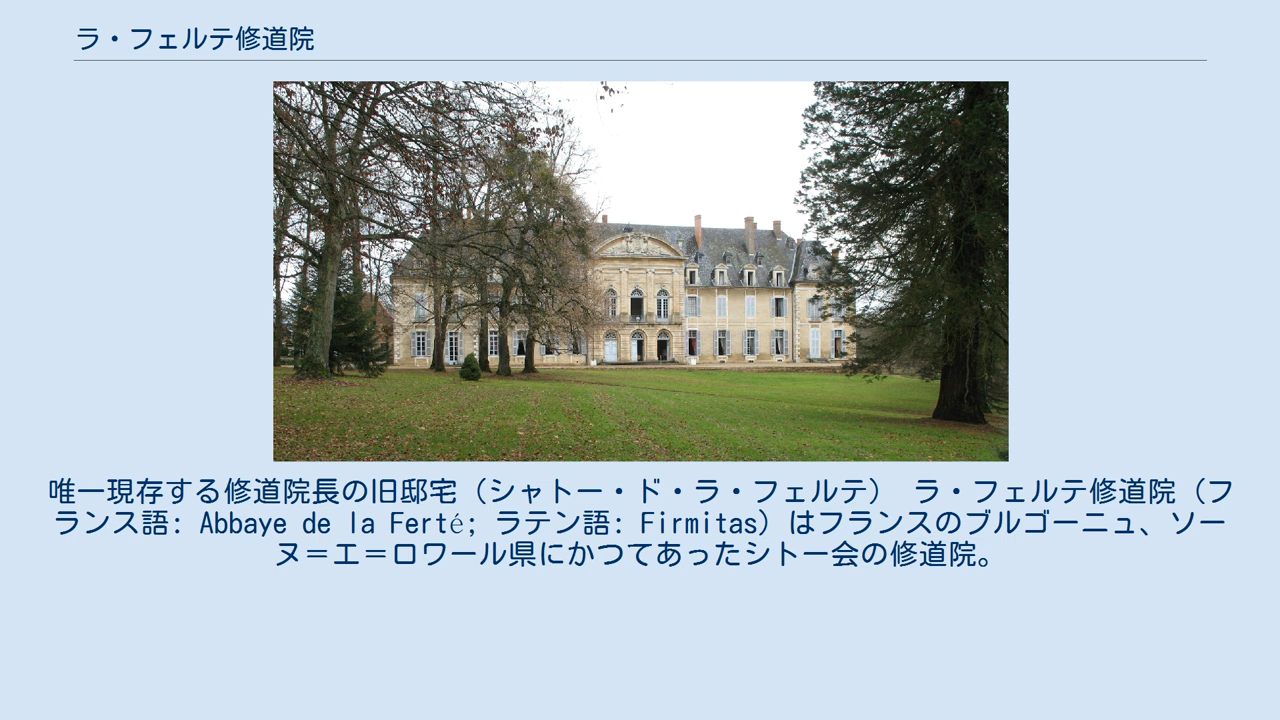 ラ・フェルテ修道院
唯一現存する修道院長の旧邸宅（シャトー・ド・ラ・フェルテ） ラ・フェルテ修道院（フ
ランス語: Abbaye de la Ferté; ラテン語: Firmitas）はフランスのブルゴーニュ、ソー
ヌ＝エ＝ロワール県にかつてあったシトー会の修道院。